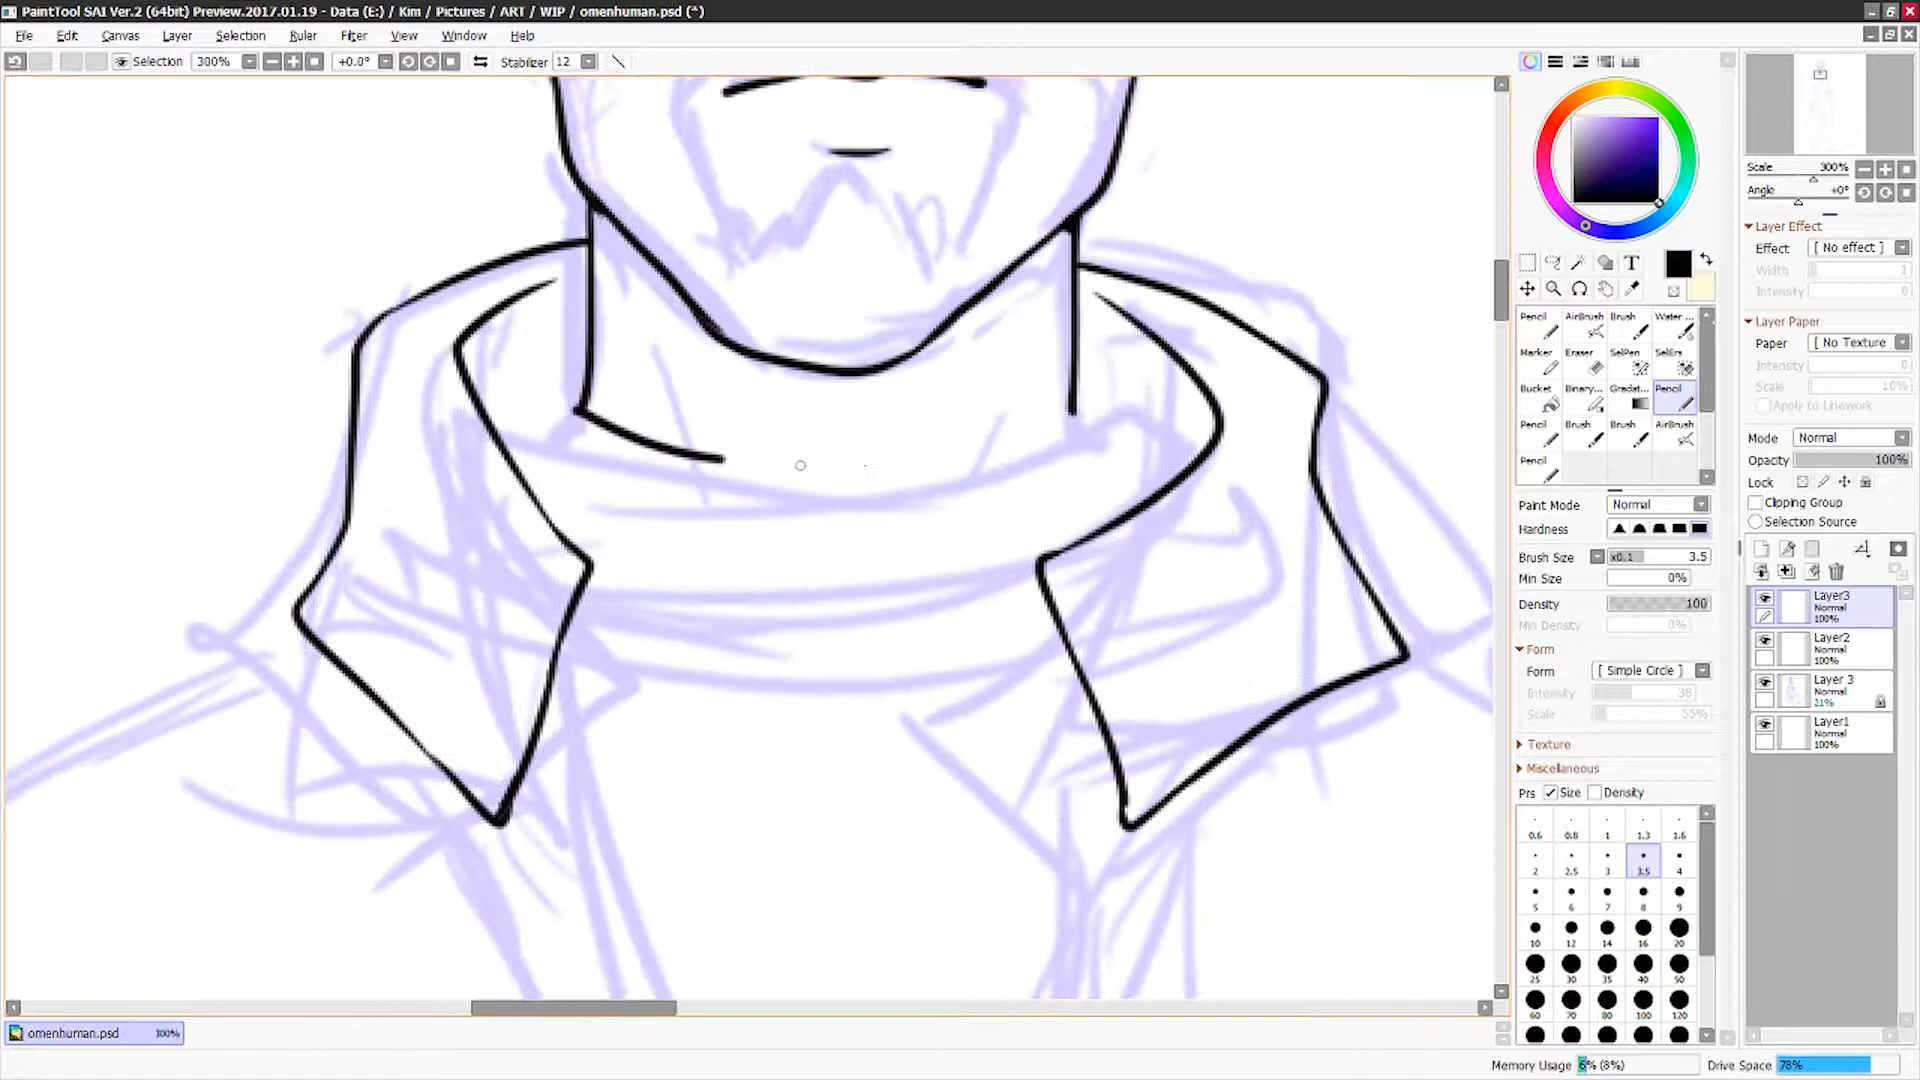 PaintTool SAI Ver.2 (64bit) Preview.2017.01.19 - Data (E:) / Kim / Pictures / ART / WIP / omenhuman.psd (*)
File Edit Canvas Layer Selection Ruler Filter View Window Help
Selection 300% +0.0° Stabilizer 12
Scale 300%
Angle +0°
Layer Effect
Effect [ No effect ]
Width 1
Intensity 0
Layer Paper
Paper [ No Texture
Intensity 0
Scale 10%
Apply to Linework
Mode Normal
Opacity 100%
Lock
Clipping Group
Selection Source
Layer3
Normal
100%
Layer2
Normal
100%
Layer 3
Normal
21%
Layer1
Normal
100%
T
Pencil AirBrush Brush Water ...
Marker Eraser SelPen SelErs
Bucket Binary... Gradat... Pencil
Pencil Brush Brush AirBrush
Pencil
Paint Mode Normal
Hardness
Brush Size x0.1 3.5
Min Size 0%
Density 100
Min Density 0%
Form
Form [ Simple Circle ]
Intensity 38
Scale 55%
Texture
Miscellaneous
Prs Size Density
0.6 0.8 1 1.3 1.6
2 2.5 3 3.5 4
5 6 7 8 9
10 12 14 16 20
25 30 35 40 50
60 70 80 100 120
omenhuman.psd 300%
Memory Usage 6% (8%) Drive Space 78%